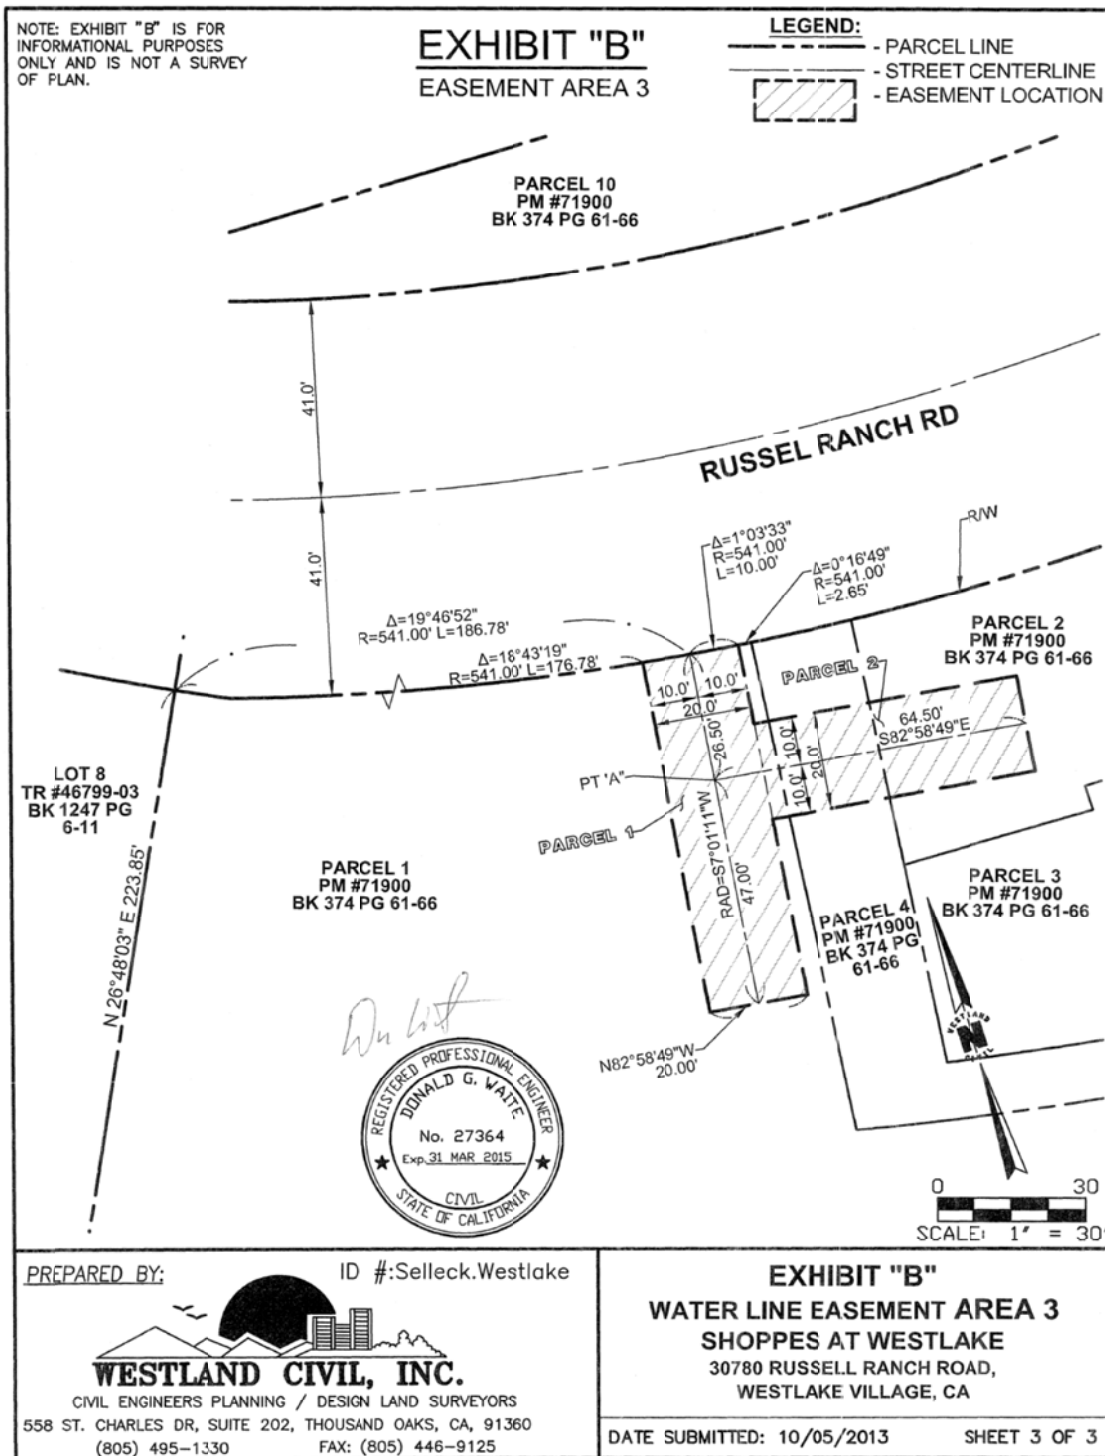 NOTE: EXHIBIT "B" IS FOR
INFORMATIONAL PURPOSES
ONLY AND IS NOT A SURVEY
OF PLAN.
EXHIBIT "B"
EASEMENT AREA 3
LEGEND:
- PARCEL LINE
- STREET CENTERLINE
- EASEMENT LOCATION
PARCEL 10
PM #71900
BK 374 PG 61-66
41.0'
41.0'
RUSSEL RANCH RD
R/W
Δ=1°03'33"
R=541.00'
L=10.00'
Δ=0°16'49"
R=541.00'
L=2.65'
Δ=19°46'52"
R=541.00' L=186.78'
Δ=18°43'19"
R=541.00' L=176.78'
PARCEL 2
PM #71900
BK 374 PG 61-66
PARCEL 2
10.0'
10.0'
20.0'
26.50'
10.0'
10.0'
20.0'
64.50'
S82°58'49"E
PT 'A"
PARCEL 1
RAD=S7°01'11"W
47.00'
LOT 8
TR #46799-03
BK 1247 PG
6-11
N 26°48'03" E 223.85'
PARCEL 1
PM #71900
BK 374 PG 61-66
PARCEL 3
PM #71900
BK 374 PG 61-66
PARCEL 4
PM #71900
BK 374 PG
61-66
N82°58'49"W
20.00'
WESTLAND
N
CIVIL
REGISTERED PROFESSIONAL ENGINEER
DONALD G. WAITE
No. 27364
Exp. 31 MAR 2015
CIVIL
STATE OF CALIFORNIA
0 30
SCALE: 1" = 30'
PREPARED BY:
ID #:Selleck.Westlake
WESTLAND CIVIL, INC.
CIVIL ENGINEERS PLANNING / DESIGN LAND SURVEYORS
558 ST. CHARLES DR, SUITE 202, THOUSAND OAKS, CA, 91360
(805) 495-1330 FAX: (805) 446-9125
EXHIBIT "B"
WATER LINE EASEMENT AREA 3
SHOPPES AT WESTLAKE
30780 RUSSELL RANCH ROAD,
WESTLAKE VILLAGE, CA
DATE SUBMITTED: 10/05/2013 SHEET 3 OF 3